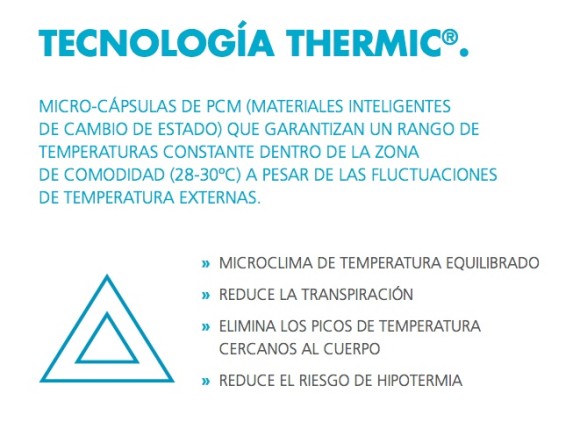 TECNOLOGÍA THERMIC®.
MICRO-CÁPSULAS DE PCM (MATERIALES INTELIGENTES
DE CAMBIO DE ESTADO) QUE GARANTIZAN UN RANGO DE
TEMPERATURAS CONSTANTE DENTRO DE LA ZONA
DE COMODIDAD (28-30ºC) A PESAR DE LAS FLUCTUACIONES
DE TEMPERATURA EXTERNAS.
» MICROCLIMA DE TEMPERATURA EQUILIBRADO
» REDUCE LA TRANSPIRACIÓN
» ELIMINA LOS PICOS DE TEMPERATURA
CERCANOS AL CUERPO
» REDUCE EL RIESGO DE HIPOTERMIA